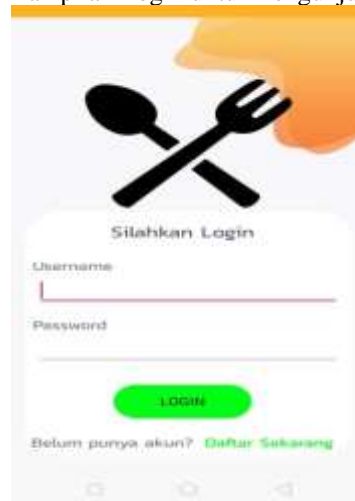 Silahkan Login
Username
Password
LOGIN
Belum punya akun? Daftar Sekarang